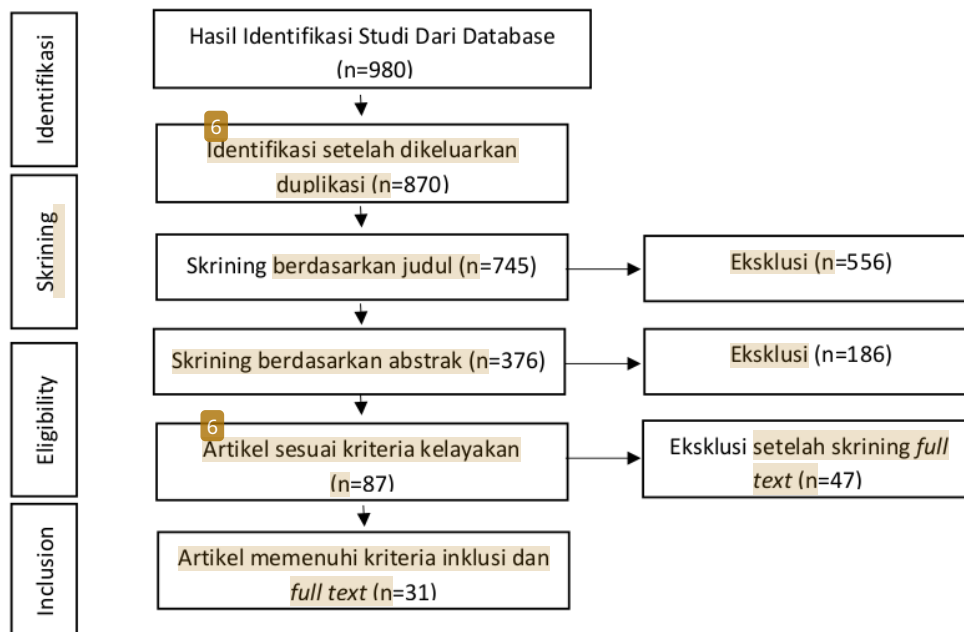 Identifikasi
Hasil Identifikasi Studi Dari Database
(n=980)
6
Identifikasi setelah dikeluarkan
duplikasi (n=870)
Skrining
Skrining berdasarkan judul (n=745)
Eksklusi (n=556)
Skrining berdasarkan abstrak (n=376)
Eksklusi (n=186)
Eligibility
6
Artikel sesuai kriteria kelayakan
(n=87)
Eksklusi setelah skrining full
text (n=47)
Inclusion
Artikel memenuhi kriteria inklusi dan
full text (n=31)